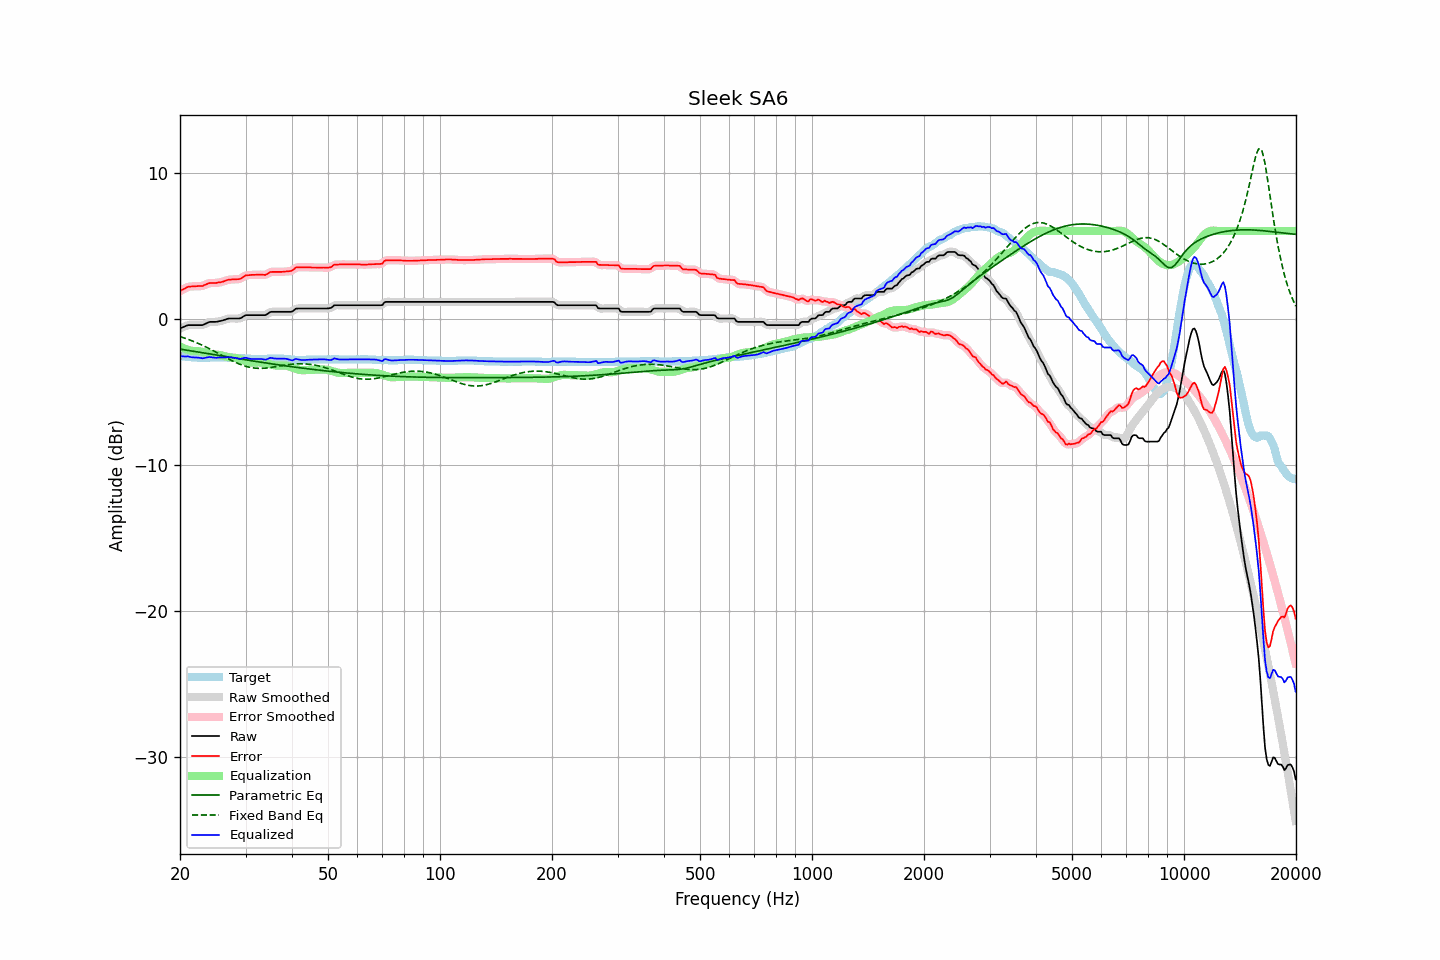 Sleek SA6
10
0
−10
−20
−30
Amplitude (dBr)
Target
Raw Smoothed
Error Smoothed
Raw
Error
Equalization
Parametric Eq
Fixed Band Eq
Equalized
20 50 100 200 500 1000 2000 5000 10000 20000
Frequency (Hz)